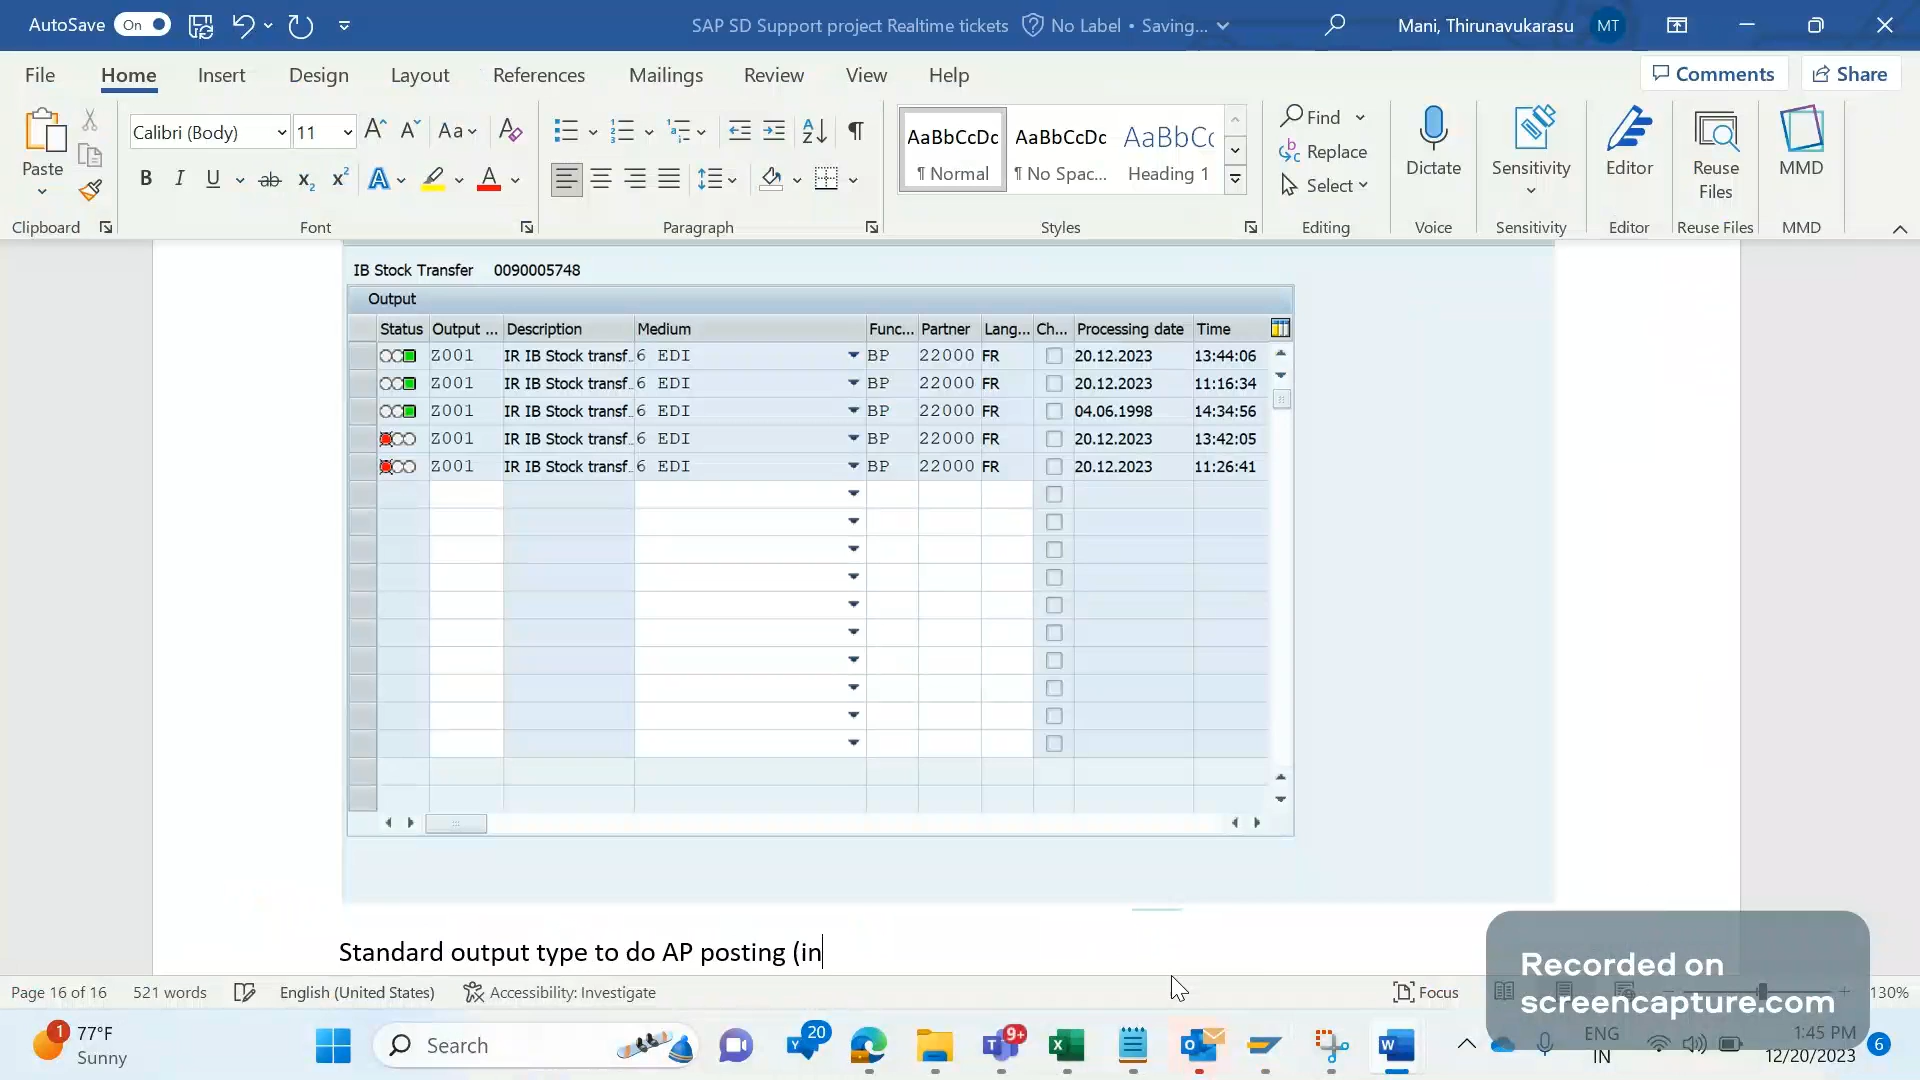 AutoSave On SAP SD Support project Realtime tickets No Label • Saving... Mani, Thirunavukarasu MT
File Home Insert Design Layout References Mailings Review View Help Comments Share
Calibri (Body) 11 Aa AaBbCcDc AaBbCcDc AaBbCc Find
Paste Replace Dictate Sensitivity Editor Reuse Files MMD
B I U ab x2 x2 A A ¶ Normal ¶ No Spac... Heading 1 Select
Clipboard Font Paragraph Styles Editing Voice Sensitivity Editor Reuse Files MMD
IB Stock Transfer 0090005748
Output
Status Output ... Description Medium Func... Partner Lang... Ch... Processing date Time
Z001 IR IB Stock transf.. 6 EDI BP 22000 FR 20.12.2023 13:44:06
Z001 IR IB Stock transf.. 6 EDI BP 22000 FR 20.12.2023 11:16:34
Z001 IR IB Stock transf.. 6 EDI BP 22000 FR 04.06.1998 14:34:56
Z001 IR IB Stock transf.. 6 EDI BP 22000 FR 20.12.2023 13:42:05
Z001 IR IB Stock transf.. 6 EDI BP 22000 FR 20.12.2023 11:26:41
Standard output type to do AP posting (in
Recorded on
screencapture.com
Page 16 of 16 521 words English (United States) Accessibility: Investigate Focus 130%
1 77°F Sunny Search 20 9+ ENG IN 1:45 PM 12/20/2023 6